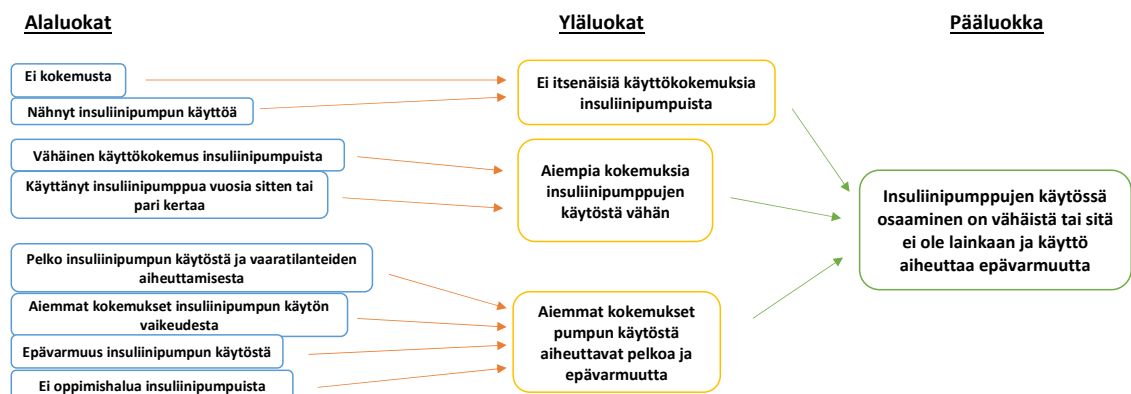 Alaluokat
Yläluokat
Pääluokka
Ei kokemusta
Nähnyt insuliinipumpun käyttöä
Ei itsenäisiä käyttökokemuksia
insuliinipumpuista
Vähäinen käyttökokemus insuliinipumpuista
Käyttänyt insuliinipumppua vuosia sitten tai
pari kertaa
Aiempia kokemuksia
insuliinipumppujen
käytöstä vähän
Pelko insuliinipumpun käytöstä ja vaaratilanteiden
aiheuttamisesta
Aiemmat kokemukset insuliinipumpun käytön
vaikeudesta
Epävarmuus insuliinipumpun käytöstä
Ei oppimishalua insuliinipumpuista
Aiemmat kokemukset
pumpun käytöstä
aiheuttavat pelkoa ja
epävarmuutta
Insuliinipumppujen käytössä
osaaminen on vähäistä tai sitä
ei ole lainkaan ja käyttö
aiheuttaa epävarmuutta